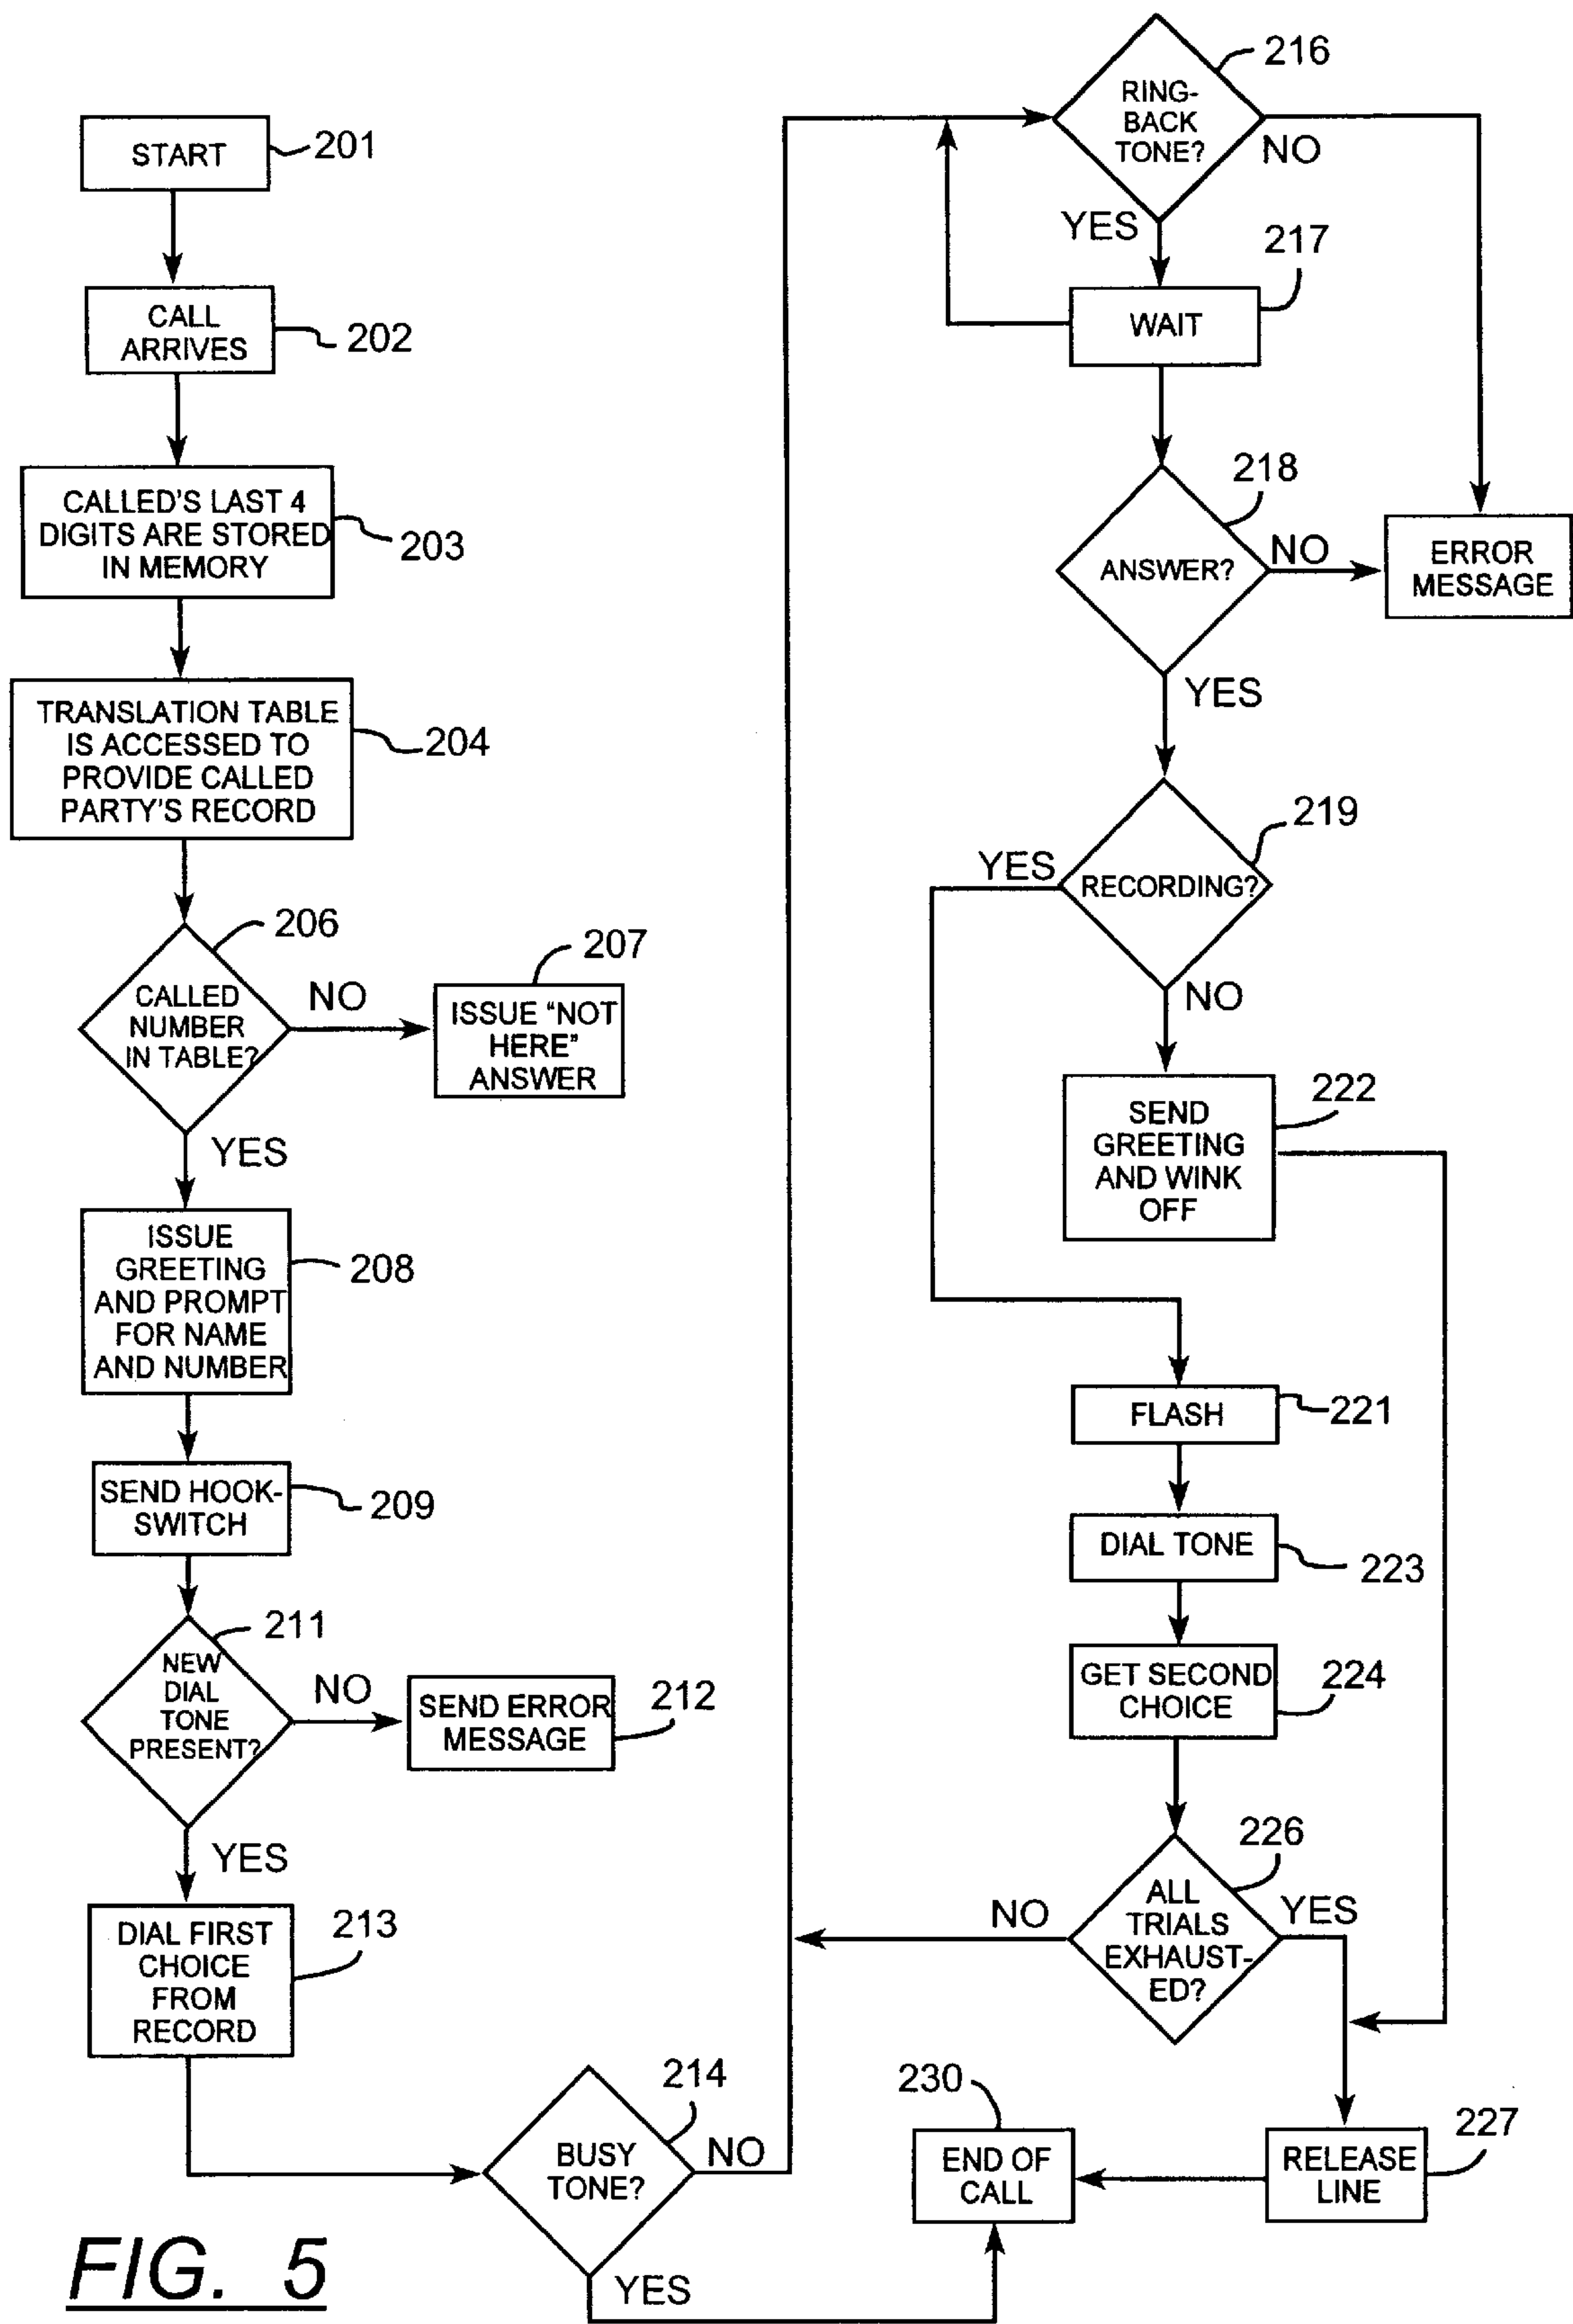 START
201
CALL
ARRIVES
202
CALLED'S LAST 4
DIGITS ARE STORED
IN MEMORY
203
TRANSLATION TABLE
IS ACCESSED TO
PROVIDE CALLED
PARTY'S RECORD
204
206
CALLED
NUMBER
IN TABLE?
NO
207
ISSUE “NOT
HERE”
ANSWER
YES
ISSUE
GREETING
AND PROMPT
FOR NAME
AND NUMBER
208
SEND HOOK-
SWITCH
209
211
NEW
DIAL
TONE
PRESENT?
NO
SEND ERROR
MESSAGE
212
YES
DIAL FIRST
CHOICE
FROM
RECORD
213
214
BUSY
TONE?
NO
YES
216
RING-
BACK
TONE?
NO
YES
217
WAIT
218
ANSWER?
NO
ERROR
MESSAGE
YES
219
RECORDING?
YES
NO
SEND
GREETING
AND WINK
OFF
222
FLASH
221
DIAL TONE
223
GET SECOND
CHOICE
224
226
ALL
TRIALS
EXHAUST-
ED?
NO
YES
230
END OF
CALL
RELEASE
LINE
227
FIG. 5